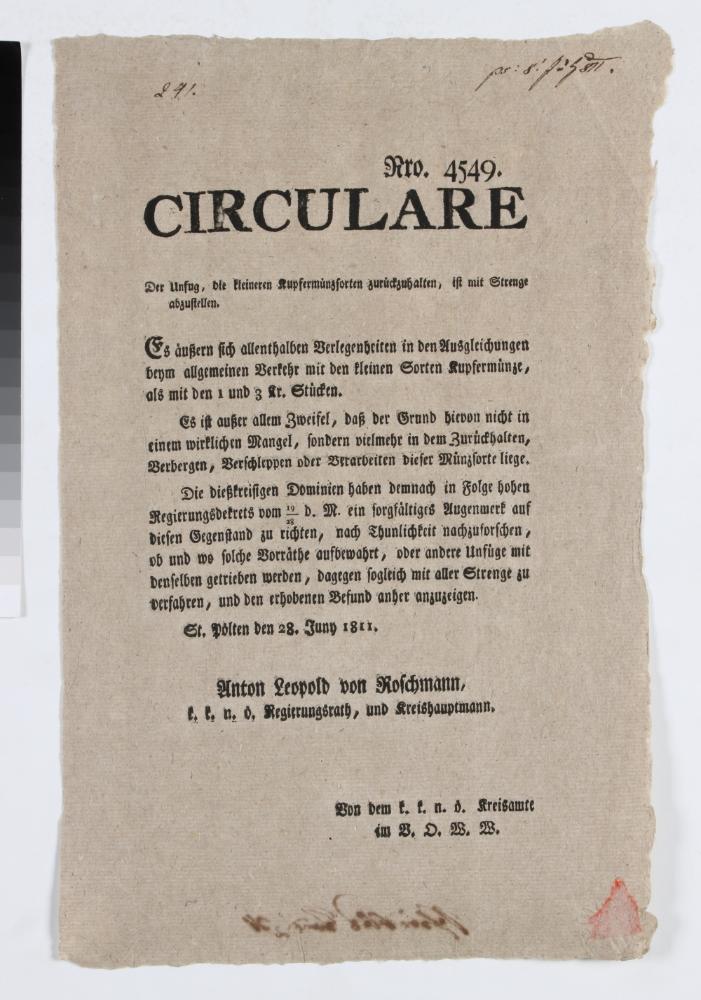 241.
Nro. 4549.
CIRCULARE
Der Unfug, die kleineren Kupfermünzsorten zurückzuhalten, ist mit Strenge
abzustellen.
Es äußern sich allenthalben Verlegenheiten in den Ausgleichungen
beym allgemeinen Verkehr mit den kleinen Sorten Kupfermünze,
als mit den 1 und 3 Kr. Stücken.
Es ist außer allem Zweifel, daß der Grund hievon nicht in
einem wirklichen Mangel, sondern vielmehr in dem Zurückhalten,
Verbergen, Verschleppen oder Verarbeiten dieser Münzsorte liege.
Die dießkreisigen Dominien haben demnach in Folge hohen
Regierungsdekrets vom 19/28 d. M. ein sorgfältiges Augenwerk auf
diesen Gegenstand zu richten, nach Thunlichkeit nachzuforschen,
ob und wo solche Vorräthe aufbewahrt, oder andere Unfüge mit
denselben getrieben werden, dagegen sogleich mit aller Strenge zu
verfahren, und den erhobenen Befund anher anzuzeigen.
St. Pölten den 28. Juny 1811.
Anton Leopold von Roschmann,
k. k. n. ö. Regierungsrath, und Kreishauptmann.
Von dem k. k. n. ö. Kreisamte
im V. O. W. W.